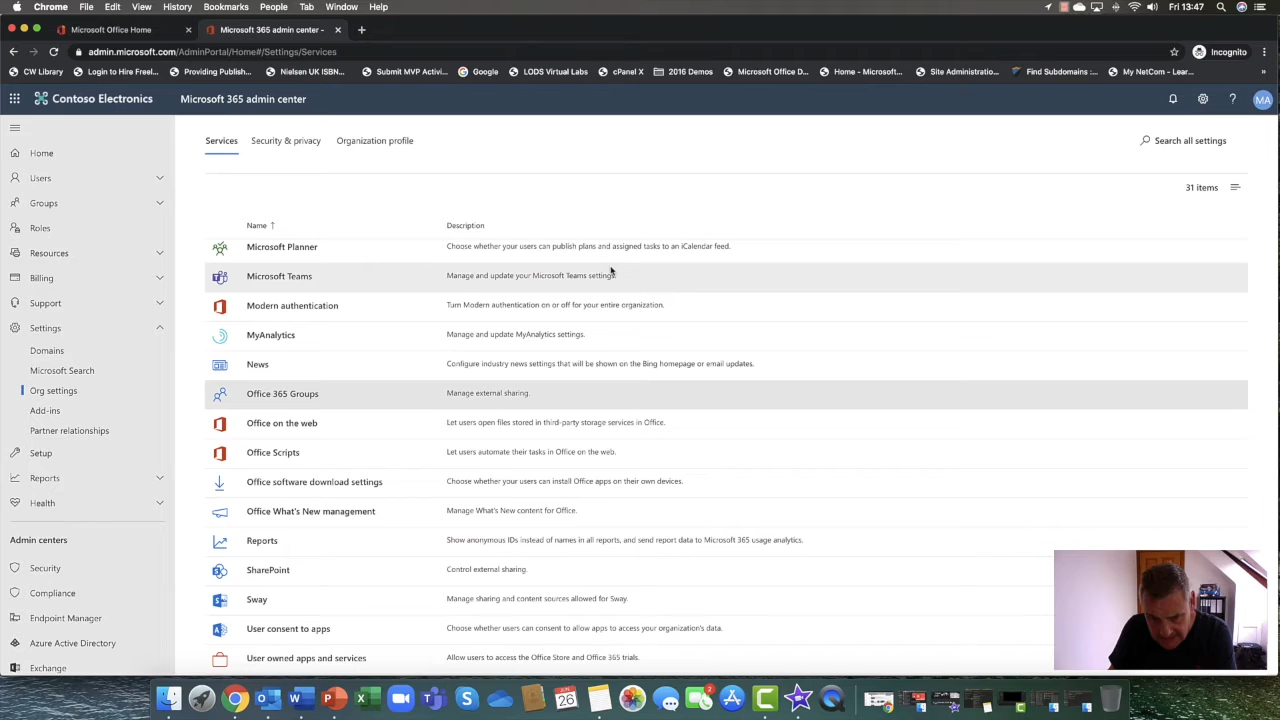 Chrome File Edit View History Bookmarks People Tab Window Help Fri 13:47
Microsoft Office Home
Microsoft 365 admin center -
admin.microsoft.com/AdminPortal/Home#/Settings/Services
Incognito
CW Library
Login to Hire Freel...
Providing Publish...
Nielsen UK ISBN...
Submit MVP Activi...
Google
LODS Virtual Labs
cPanel X
2016 Demos
Microsoft Office D...
Home - Microsoft...
Site Administratio...
Find Subdomains |...
My NetCom - Lear...
»
Contoso Electronics
Microsoft 365 admin center
?
MA
Home
Users
Groups
Roles
Resources
Billing
Support
Settings
Domains
Microsoft Search
Org settings
Add-ins
Partner relationships
Setup
Reports
Health
Admin centers
Security
Compliance
Endpoint Manager
Azure Active Directory
Exchange
Services Security & privacy Organization profile
Search all settings
31 items
Name ↑ Description
Microsoft Planner Choose whether your users can publish plans and assigned tasks to an iCalendar feed.
Microsoft Teams Manage and update your Microsoft Teams settings.
Modern authentication Turn Modern authentication on or off for your entire organization.
MyAnalytics Manage and update MyAnalytics settings.
News Configure industry news settings that will be shown on the Bing homepage or email updates.
Office 365 Groups Manage external sharing.
Office on the web Let users open files stored in third-party storage services in Office.
Office Scripts Let users automate their tasks in Office on the web.
Office software download settings Choose whether your users can install Office apps on their own devices.
Office What's New management Manage What's New content for Office.
Reports Show anonymous IDs instead of names in all reports, and send report data to Microsoft 365 usage analytics.
SharePoint Control external sharing.
Sway Manage sharing and content sources allowed for Sway.
User consent to apps Choose whether users can consent to allow apps to access your organization's data.
User owned apps and services Allow users to access the Office Store and Office 365 trials.
JUN
26
2